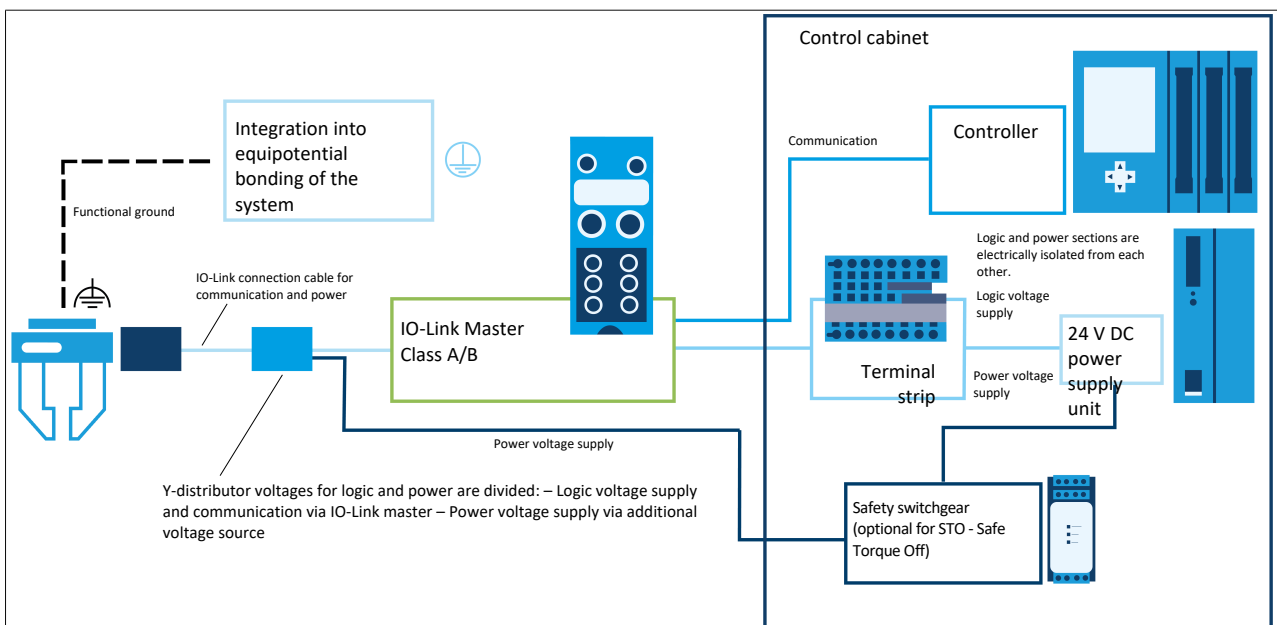 Control cabinet
Integration into
equipotential
bonding of the
system
Functional ground
Communication
Controller
IO-Link connection cable for
communication and power
IO-Link Master
Class A/B
Logic and power sections are
electrically isolated from each
other.
Logic voltage
supply
Terminal
strip
Power voltage
supply
24 V DC
power
supply
unit
Power voltage supply
Y-distributor voltages for logic and power are divided: – Logic voltage supply
and communication via IO-Link master – Power voltage supply via additional
voltage source
Safety switchgear
(optional for STO - Safe
Torque Off)